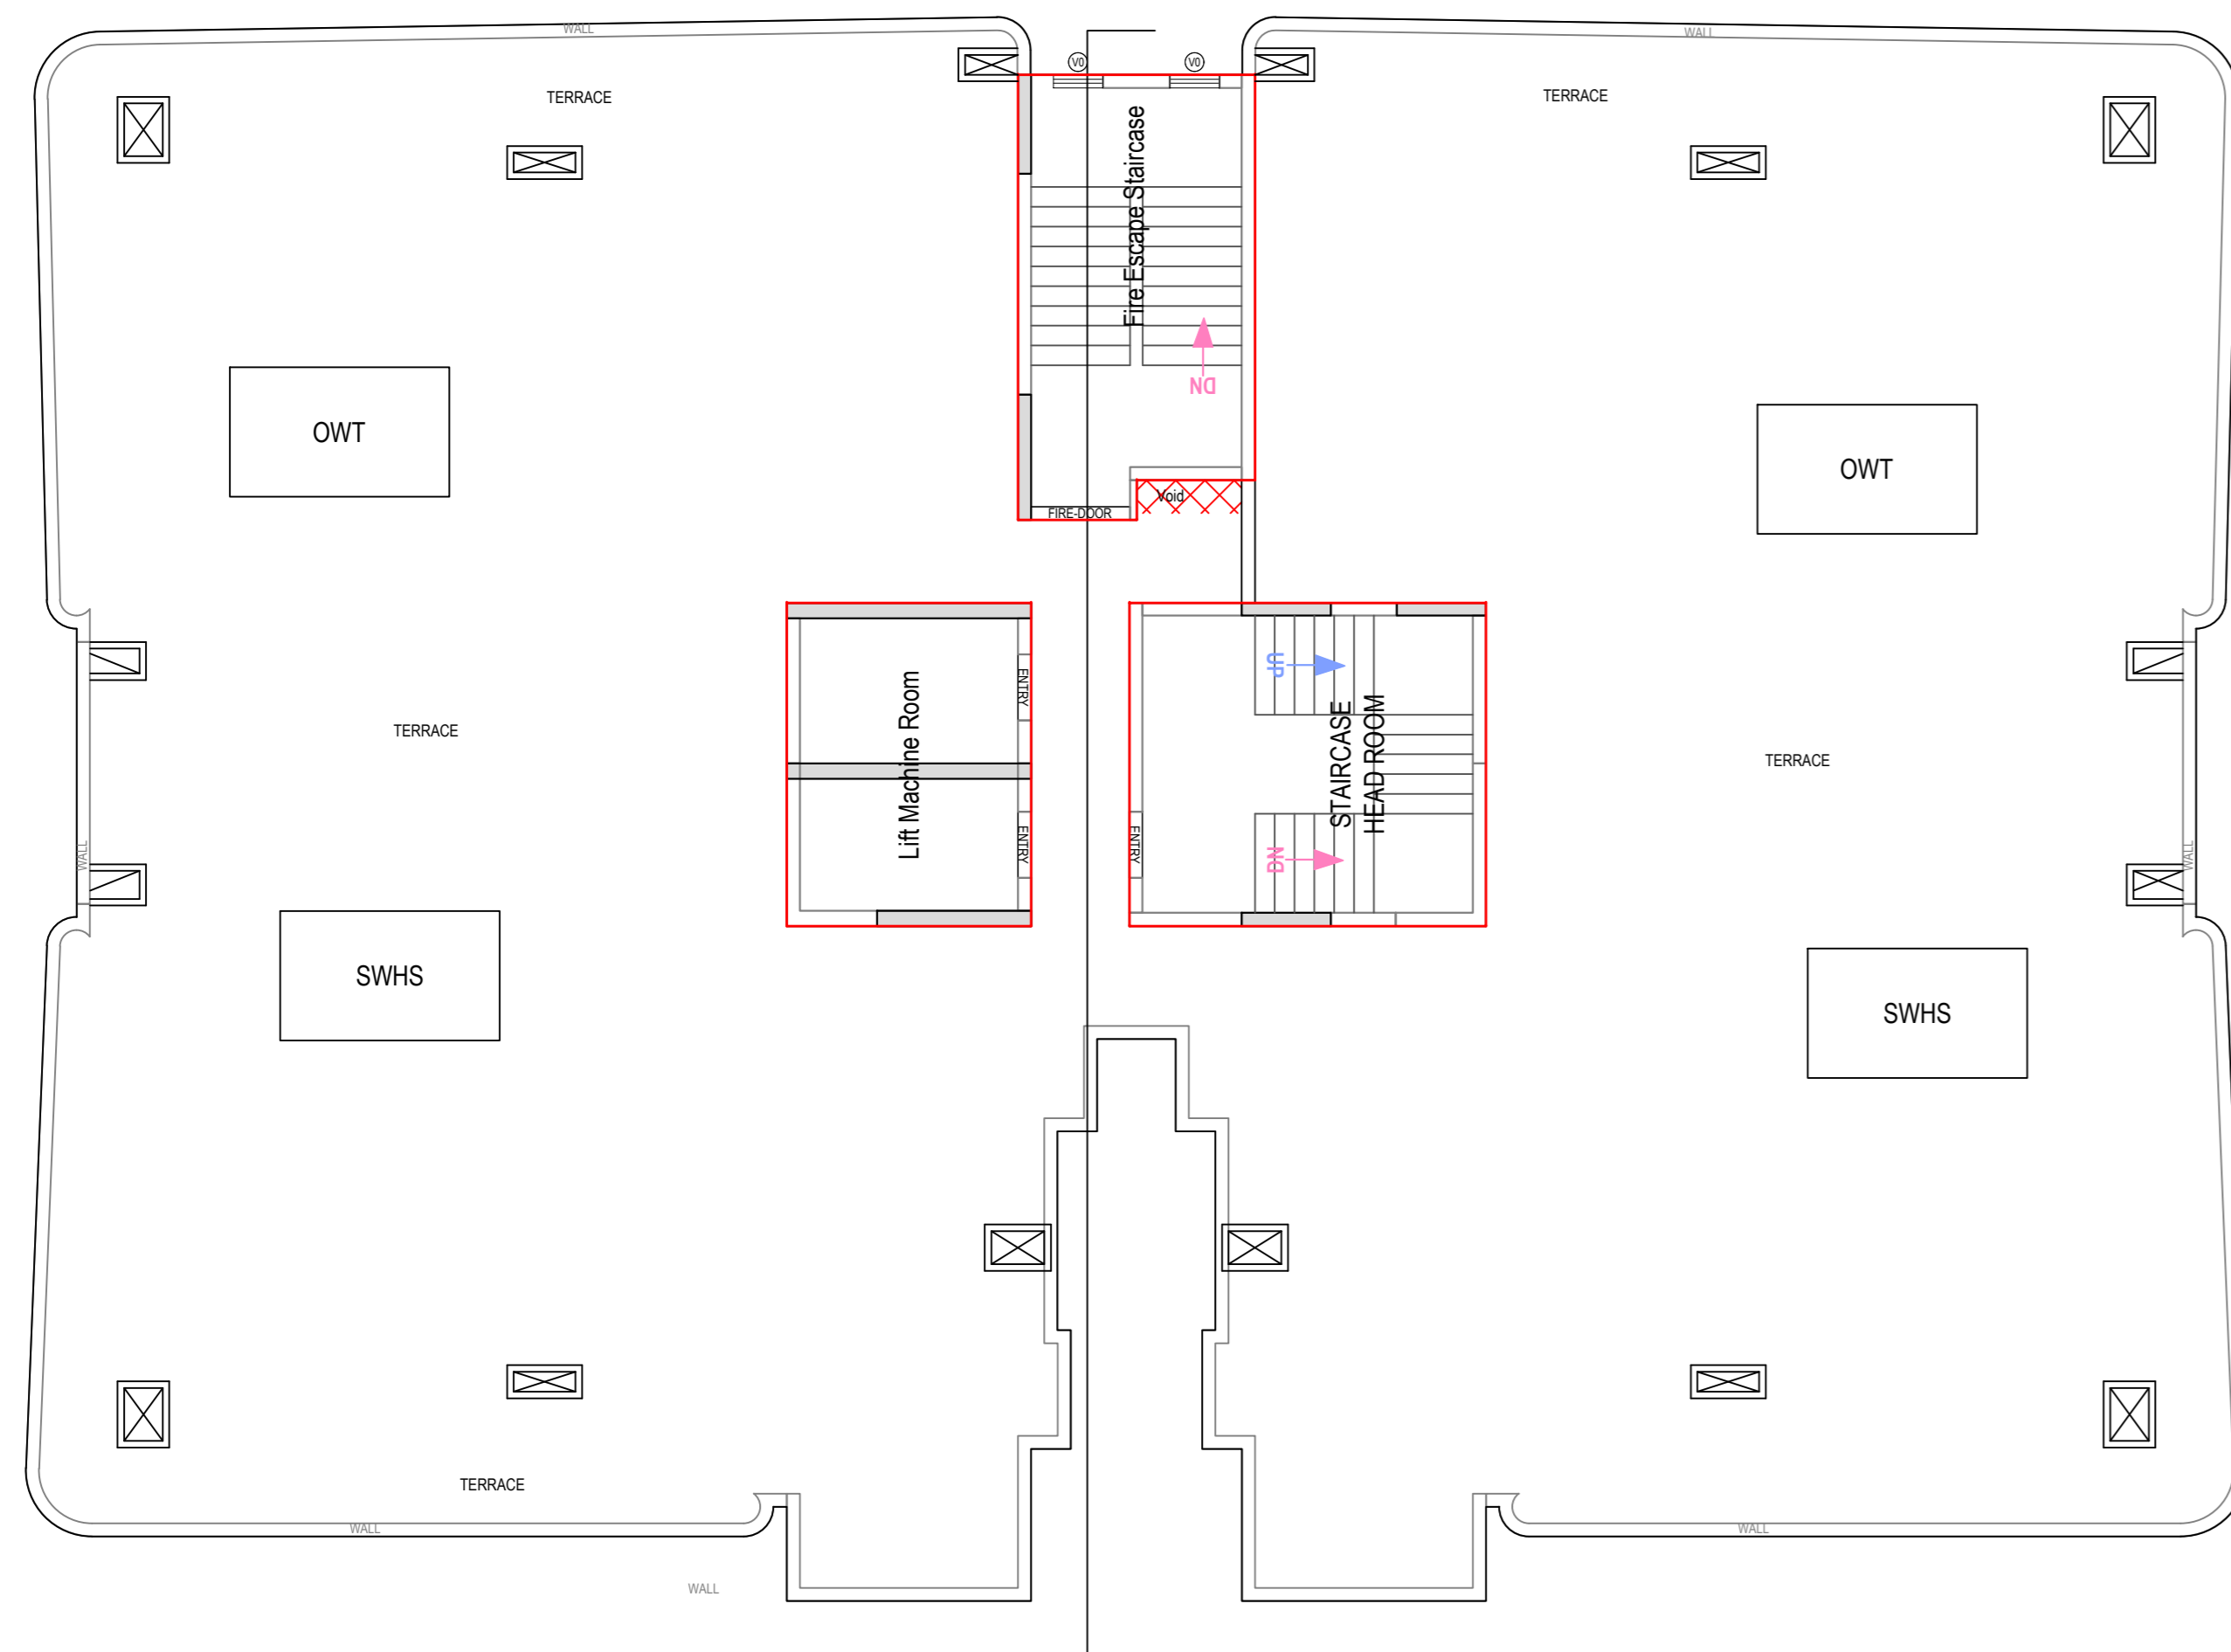 WALL
WALL
V0
V0
TERRACE
TERRACE
Fire Escape Staircase
DN
OWT
OWT
Void
FIRE-DOOR
UP
ENTRY
Lift Machine Room
STAIRCASE
HEAD ROOM
TERRACE
TERRACE
ENTRY
ENTRY
DN
WALL
WALL
SWHS
SWHS
TERRACE
WALL
WALL
WALL